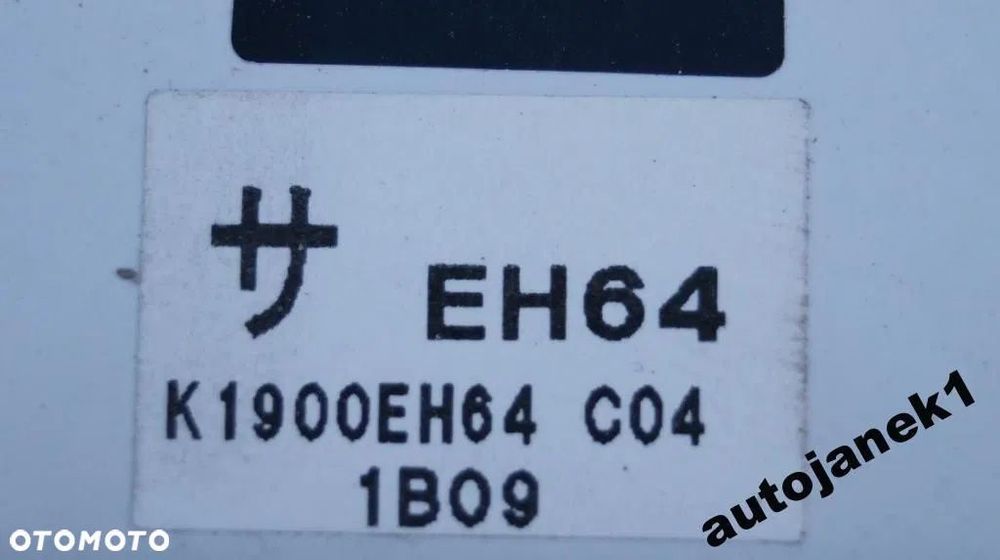 サ EH64
K1900EH64 C04
1B09
autojanek1
OTOMOTO